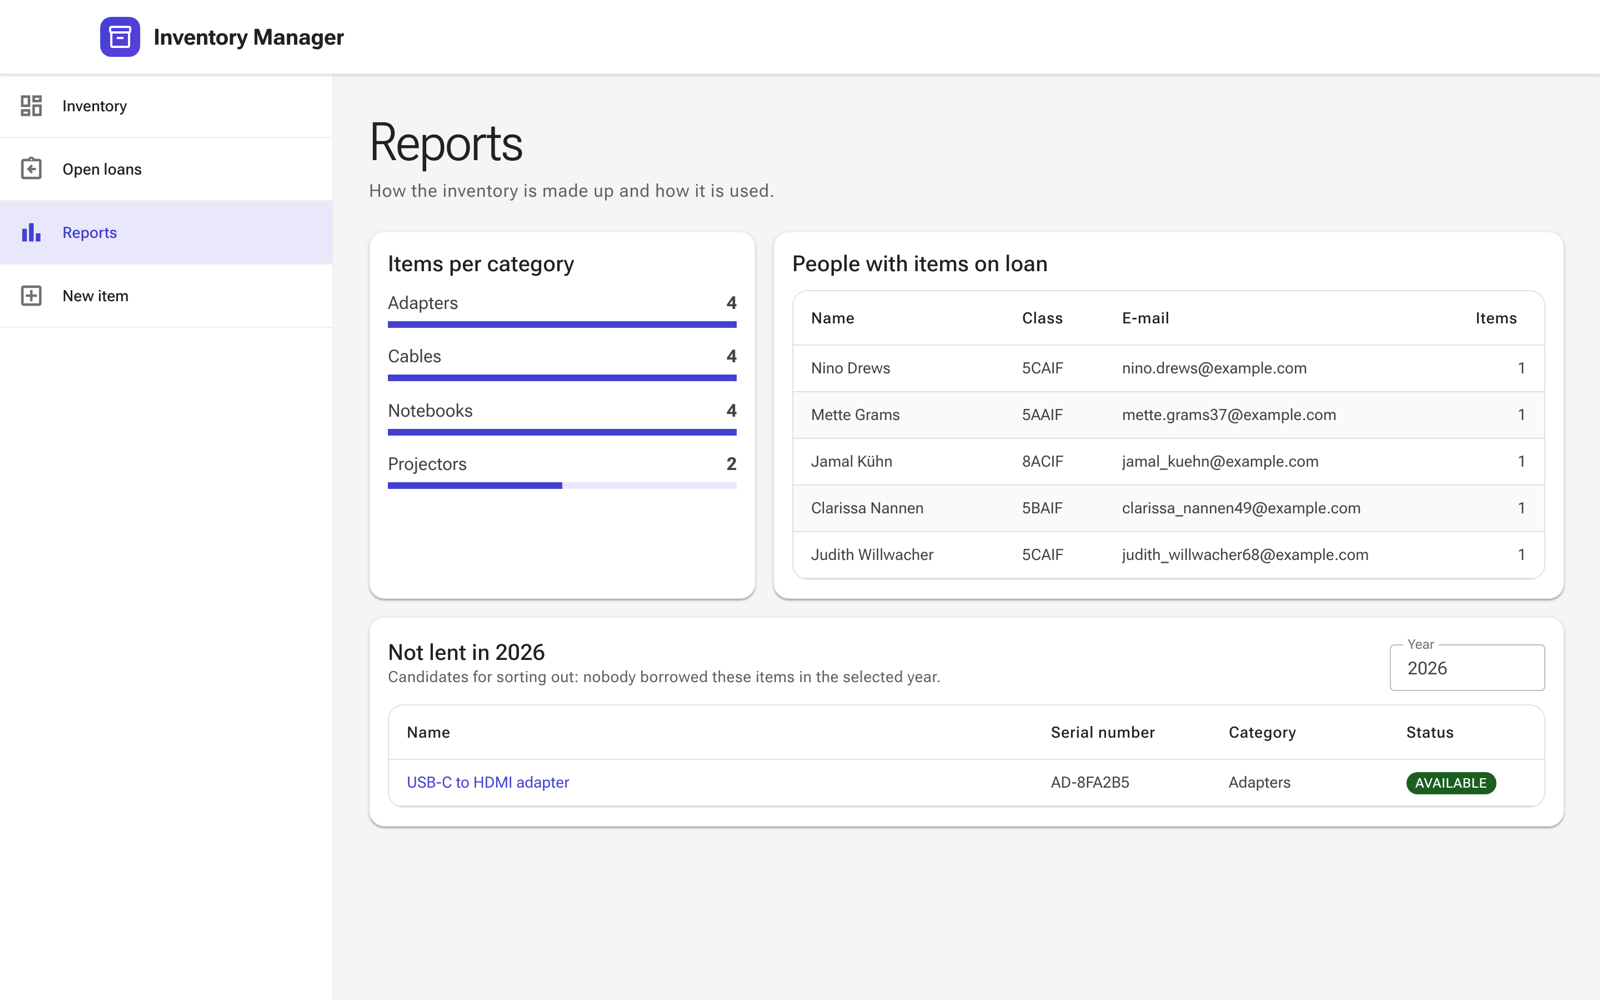 Inventory Manager
Inventory
Open loans
Reports
New item
Reports
How the inventory is made up and how it is used.
Items per category
Adapters 4
Cables 4
Notebooks 4
Projectors 2
People with items on loan
Name Class E-mail Items
Nino Drews 5CAIF nino.drews@example.com 1
Mette Grams 5AAIF mette.grams37@example.com 1
Jamal Kühn 8ACIF jamal_kuehn@example.com 1
Clarissa Nannen 5BAIF clarissa_nannen49@example.com 1
Judith Willwacher 5CAIF judith_willwacher68@example.com 1
Not lent in 2026
Candidates for sorting out: nobody borrowed these items in the selected year.
Year
2026
Name Serial number Category Status
USB-C to HDMI adapter AD-8FA2B5 Adapters AVAILABLE